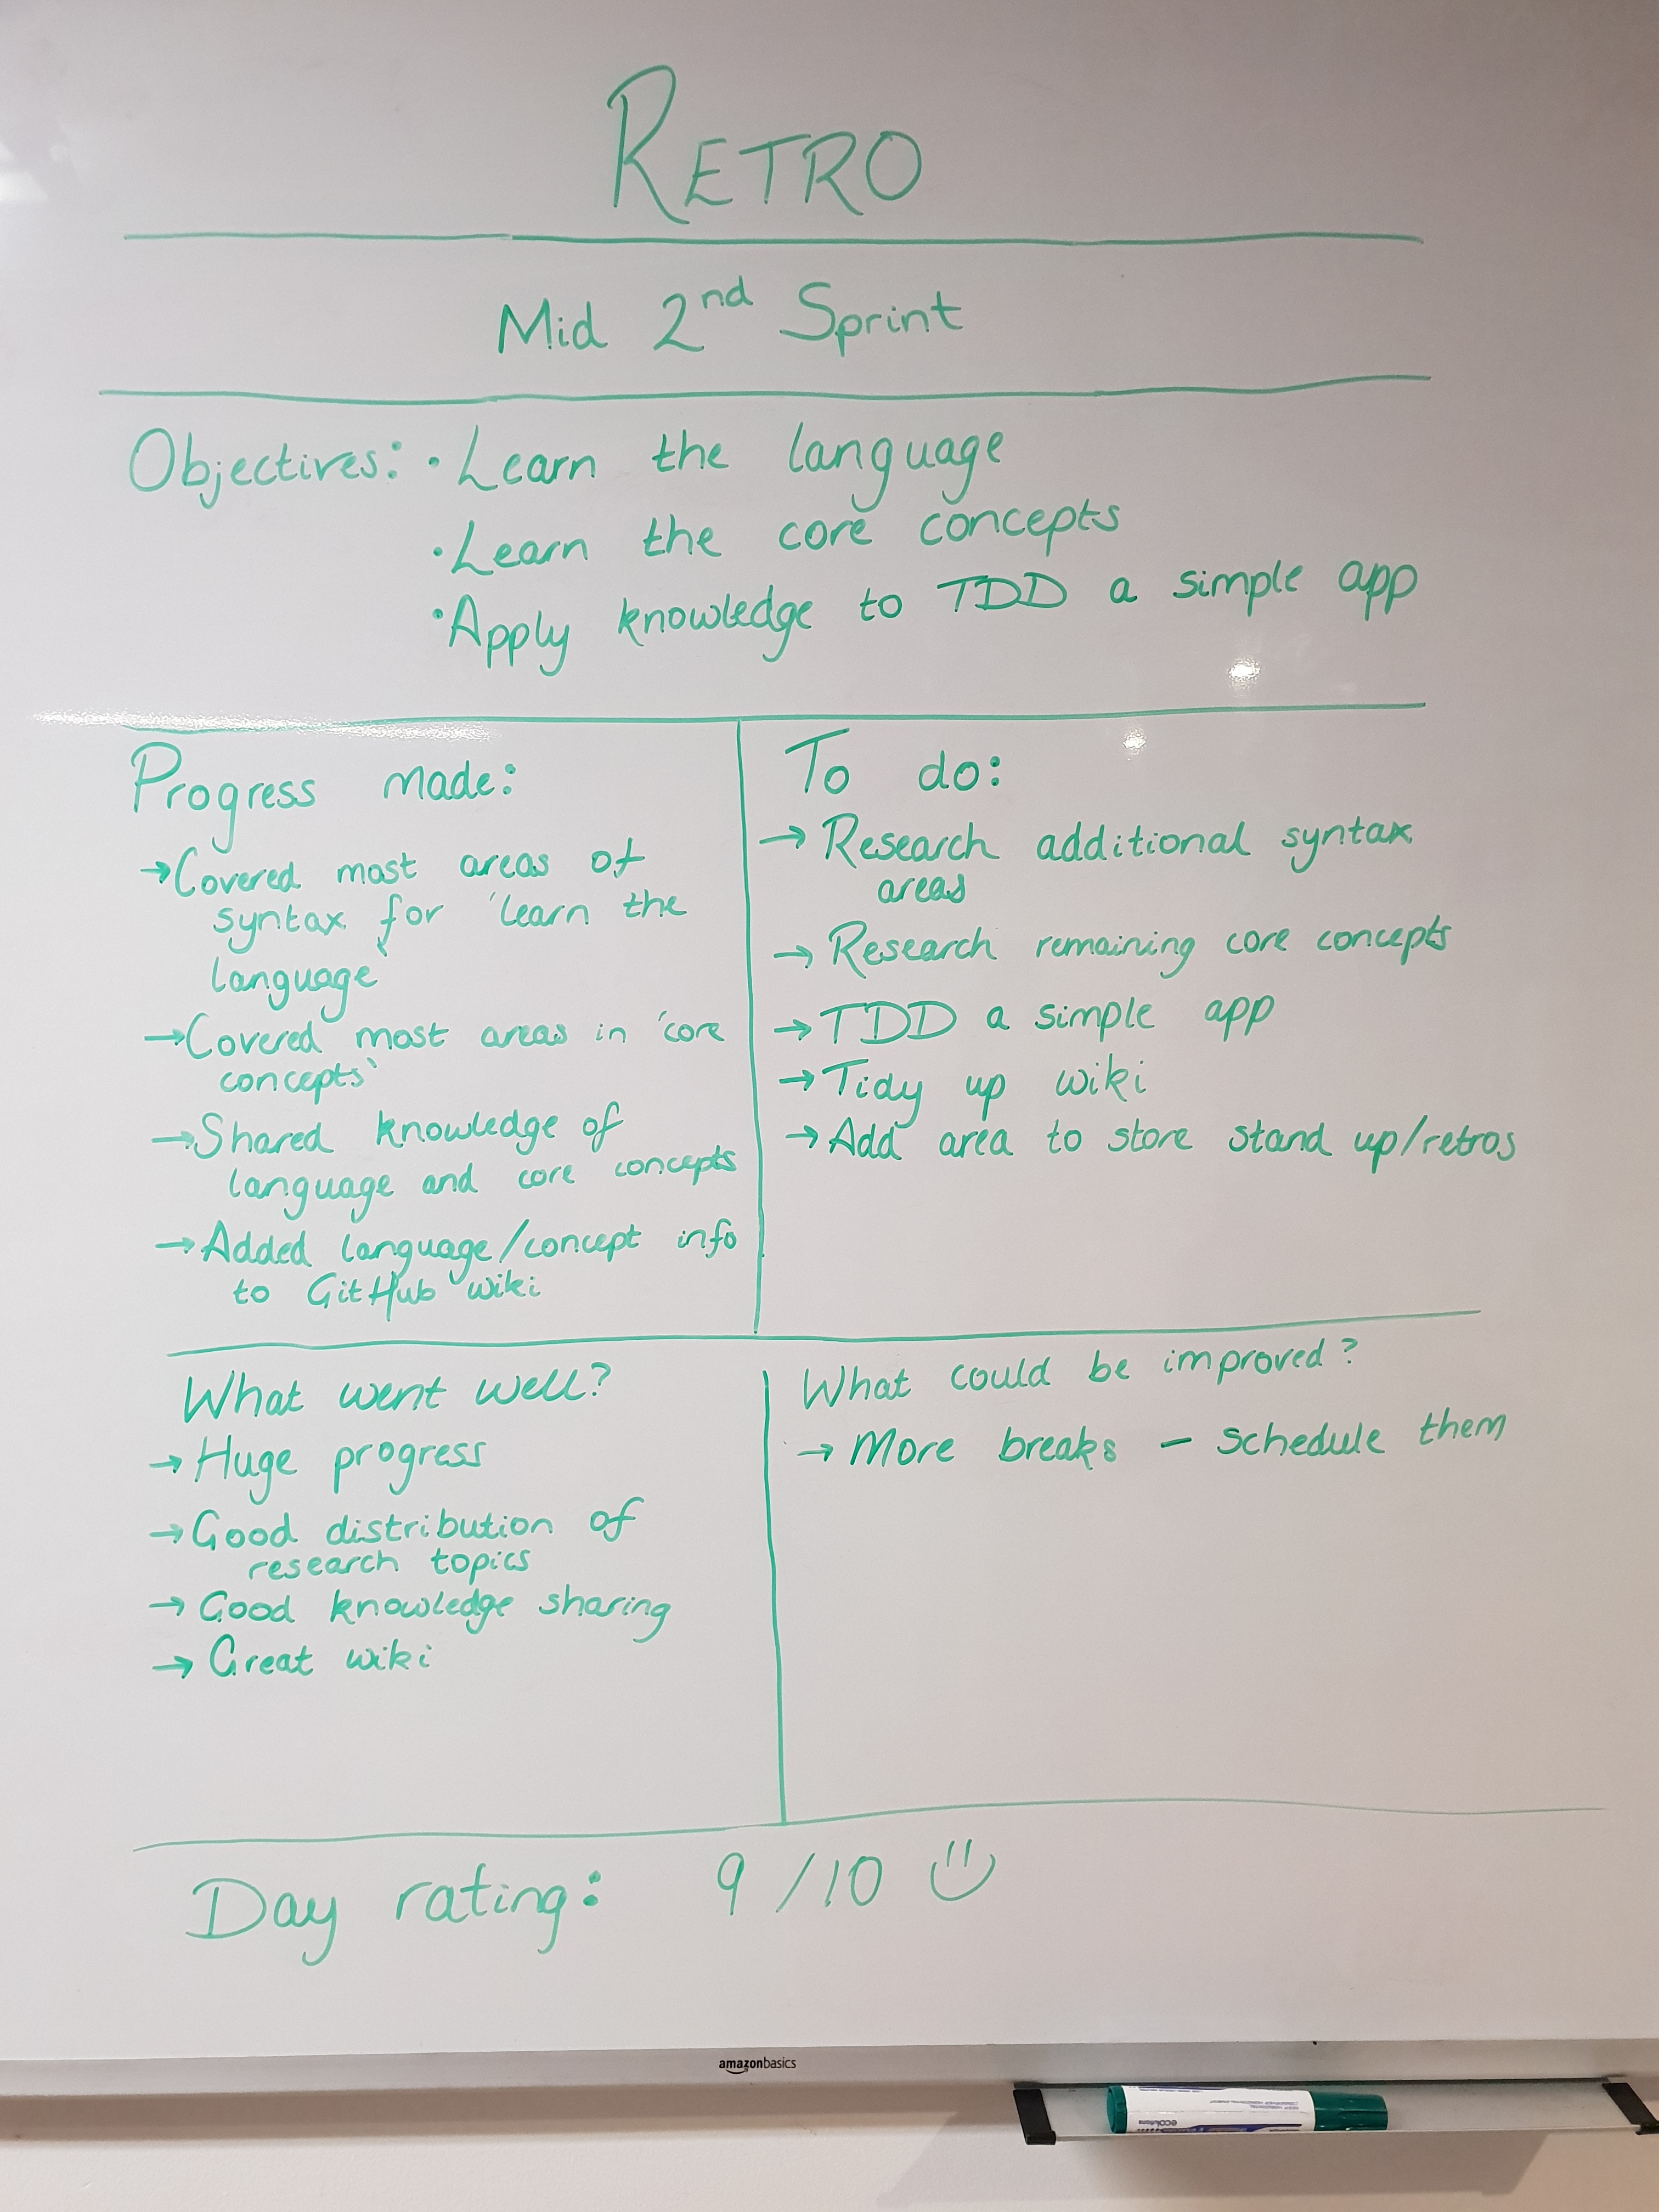 RETRO
Mid 2nd Sprint
Objectives: • Learn the language
• Learn the core concepts
• Apply knowledge to TDD a simple app
Progress made:
→ Covered most areas of
syntax for 'learn the
language'
→ Covered most areas in 'core
concepts'
→ Shared knowledge of
language and core concepts
→ Added language/concept info
to GitHub wiki
To do:
→ Research additional syntax
areas
→ Research remaining core concepts
→ TDD a simple app
→ Tidy up wiki
→ Add area to store stand up/retros
What went well?
→ Huge progress
→ Good distribution of
research topics
→ Good knowledge sharing
→ Great wiki
What could be improved?
→ More breaks – schedule them
Day rating: 9/10
amazonbasics
ecolutions